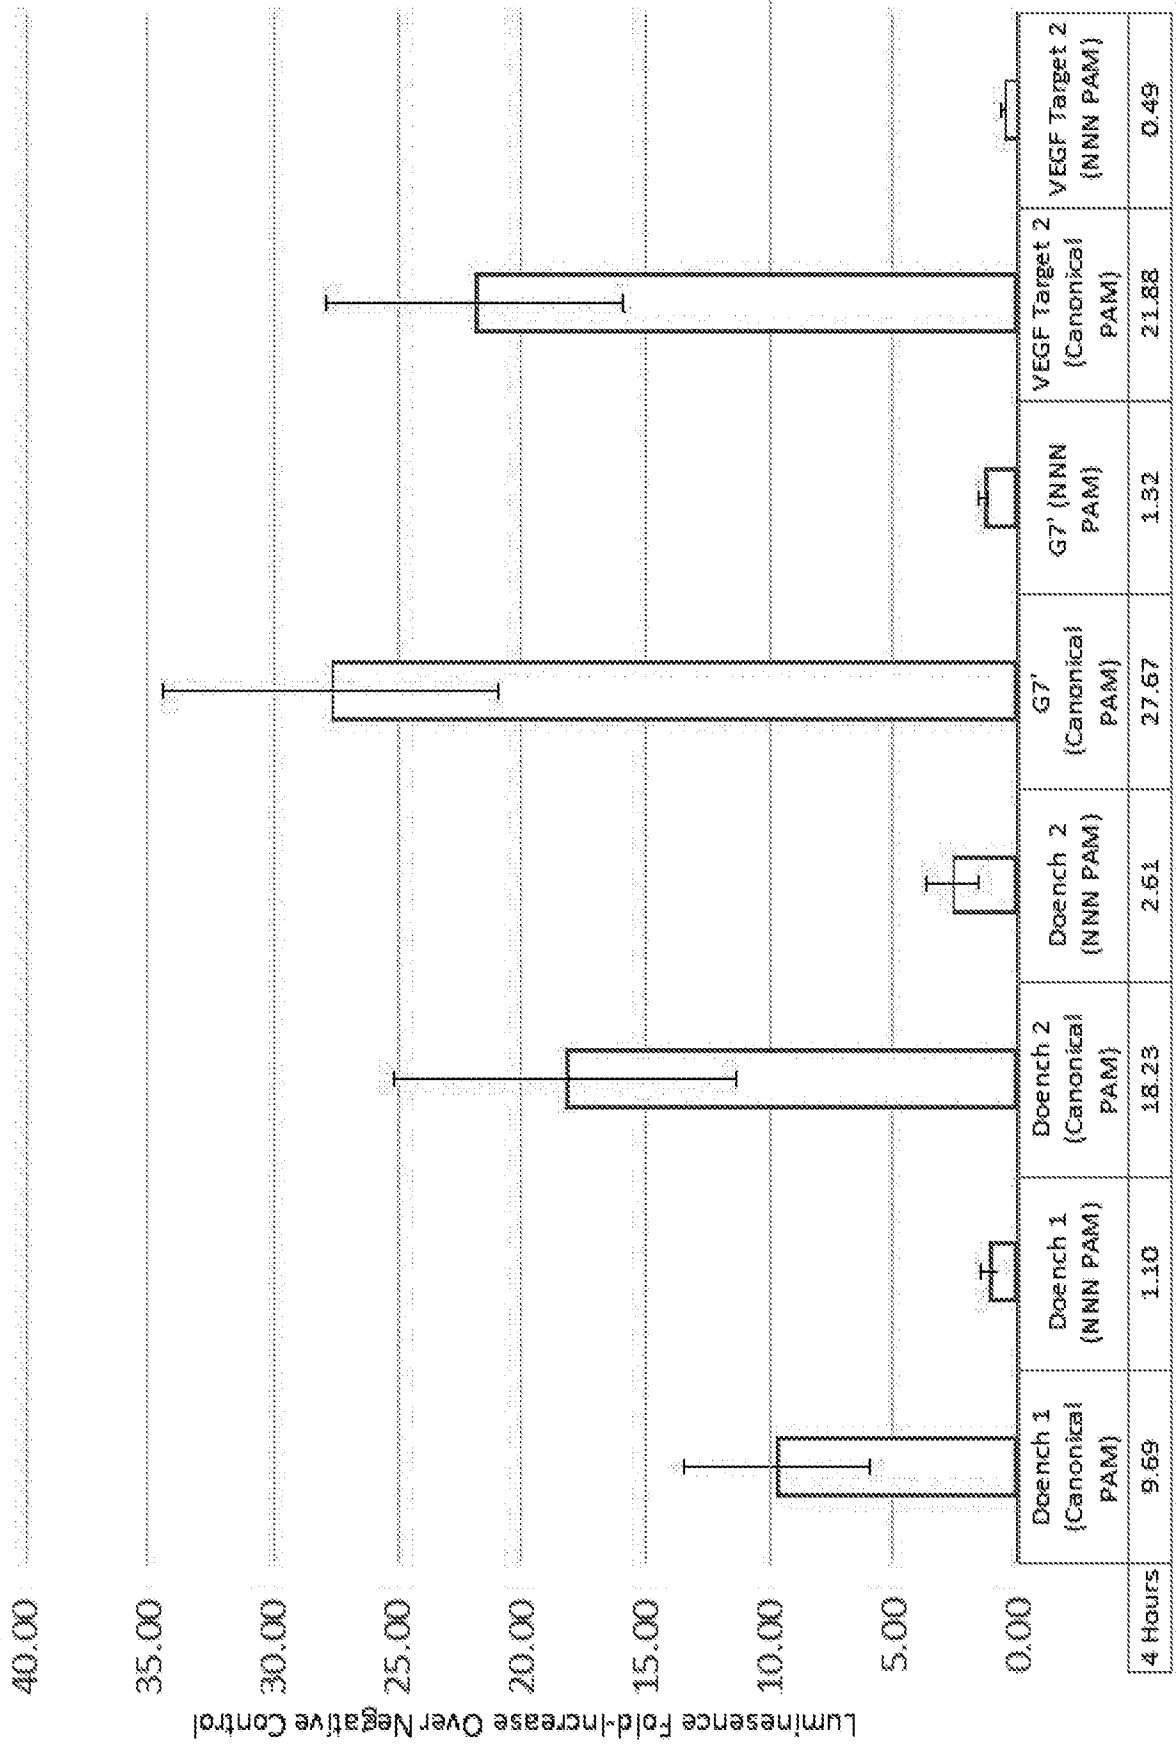 Luminesence Fold-Increase Over Negative Control
40.00
35.00
30.00
25.00
20.00
15.00
10.00
5.00
0.00
Doench 1
(Canonical
PAM)
Doench 1
(NNN PAM)
Doench 2
(Canonical
PAM)
Doench 2
(NNN PAM)
G7'
(Canonical
PAM)
G7' (NNN
PAM)
VEGF Target 2
(Canonical
PAM)
VEGF Target 2
(NNN PAM)
4 Hours
9.69
1.10
18.23
2.61
27.67
1.32
21.88
0.49